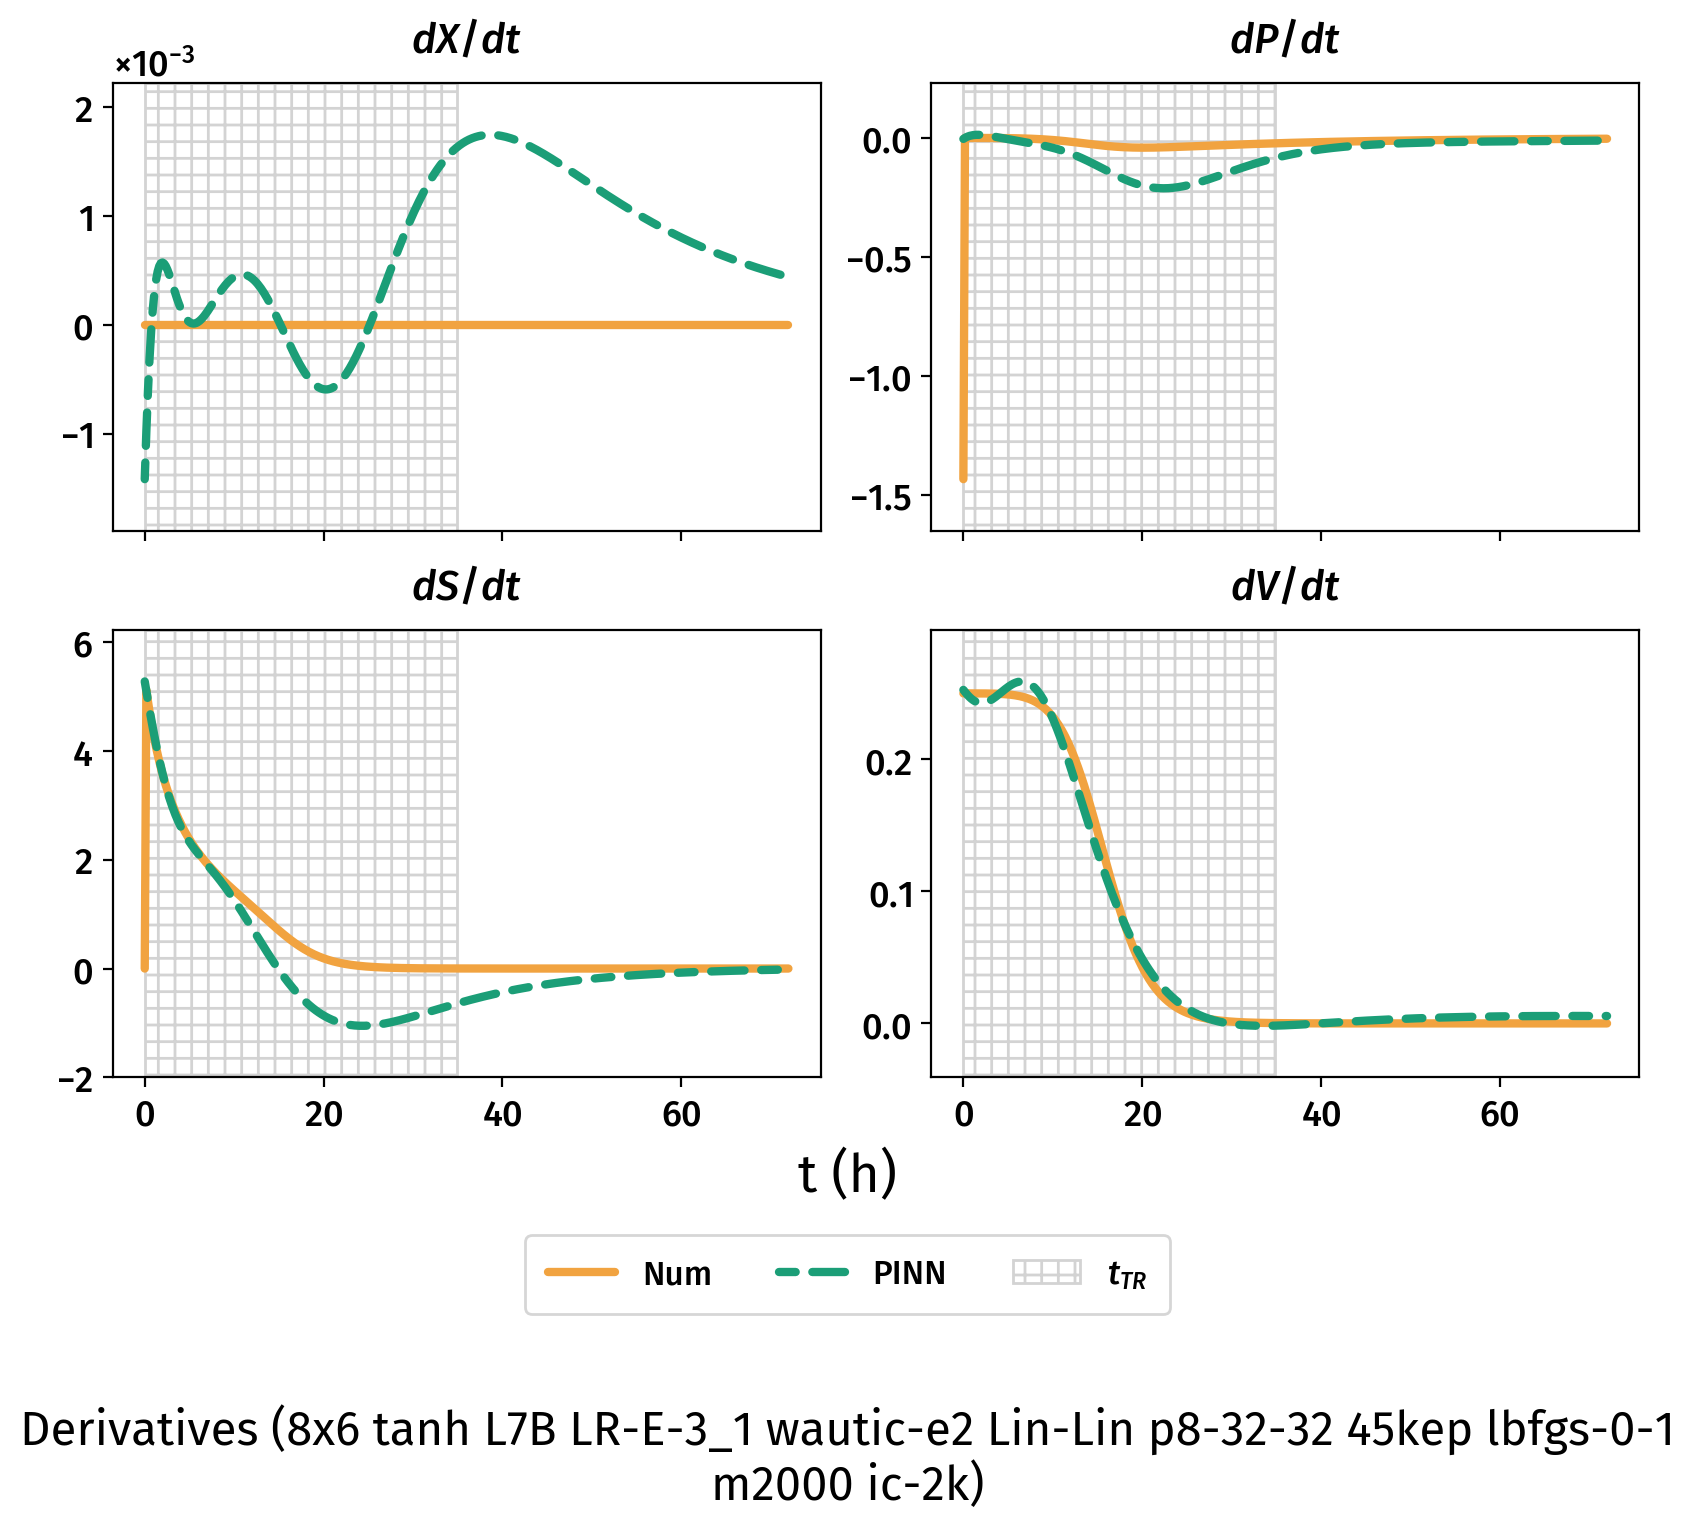 dX/dt
dP/dt
×10⁻³
2
1
0
−1
0.0
−0.5
−1.0
−1.5
dS/dt
dV/dt
6
4
2
0
−2
0.2
0.1
0.0
0 20 40 60
0 20 40 60
t (h)
Num PINN t_TR
Derivatives (8x6 tanh L7B LR-E-3_1 wautic-e2 Lin-Lin p8-32-32 45kep lbfgs-0-1
m2000 ic-2k)